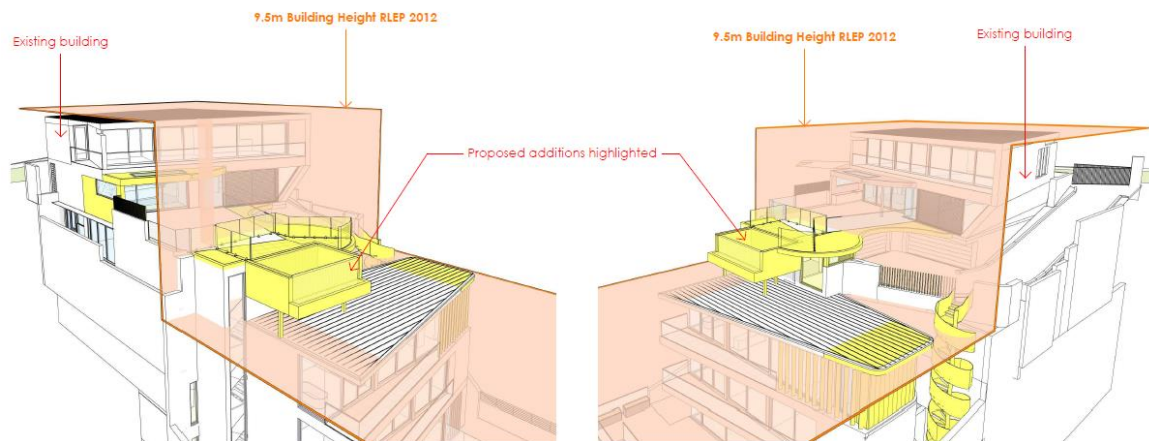 9.5m Building Height RLEP 2012
Existing building
9.5m Building Height RLEP 2012
Existing building
Proposed additions highlighted